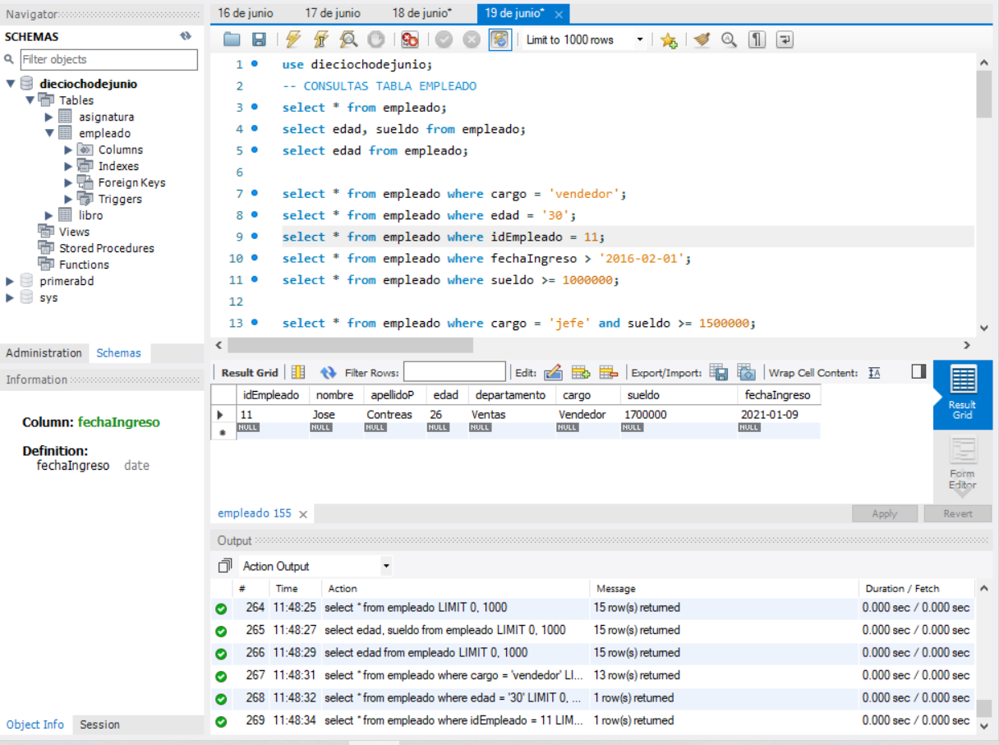 Navigator
SCHEMAS
Filter objects
dieciochodejunio
Tables
asignatura
empleado
Columns
Indexes
Foreign Keys
Triggers
libro
Views
Stored Procedures
Functions
primerabd
sys
Administration Schemas
Information
Column: fechaIngreso
Definition:
fechaIngreso date
Object Info Session
16 de junio 17 de junio 18 de junio* 19 de junio* ×
Limit to 1000 rows
1 use dieciochodejunio;
2 -- CONSULTAS TABLA EMPLEADO
3 select * from empleado;
4 select edad, sueldo from empleado;
5 select edad from empleado;
6
7 select * from empleado where cargo = 'vendedor';
8 select * from empleado where edad = '30';
9 select * from empleado where idEmpleado = 11;
10 select * from empleado where fechaIngreso > '2016-02-01';
11 select * from empleado where sueldo >= 1000000;
12
13 select * from empleado where cargo = 'jefe' and sueldo >= 1500000;
Result Grid Filter Rows: Edit: Export/Import: Wrap Cell Content: IA
idEmpleado nombre apellidoP edad departamento cargo sueldo fechaIngreso
11 Jose Contreas 26 Ventas Vendedor 1700000 2021-01-09
NULL NULL NULL NULL NULL NULL NULL NULL
Result
Grid
Form
Editor
empleado 155 × Apply Revert
Output
Action Output
# Time Action Message Duration / Fetch
264 11:48:25 select * from empleado LIMIT 0, 1000 15 row(s) returned 0.000 sec / 0.000 sec
265 11:48:27 select edad, sueldo from empleado LIMIT 0, 1000 15 row(s) returned 0.000 sec / 0.000 sec
266 11:48:29 select edad from empleado LIMIT 0, 1000 15 row(s) returned 0.000 sec / 0.000 sec
267 11:48:31 select * from empleado where cargo = 'vendedor' LI... 13 row(s) returned 0.000 sec / 0.000 sec
268 11:48:32 select * from empleado where edad = '30' LIMIT 0, ... 1 row(s) returned 0.000 sec / 0.000 sec
269 11:48:34 select * from empleado where idEmpleado = 11 LIM... 1 row(s) returned 0.000 sec / 0.000 sec